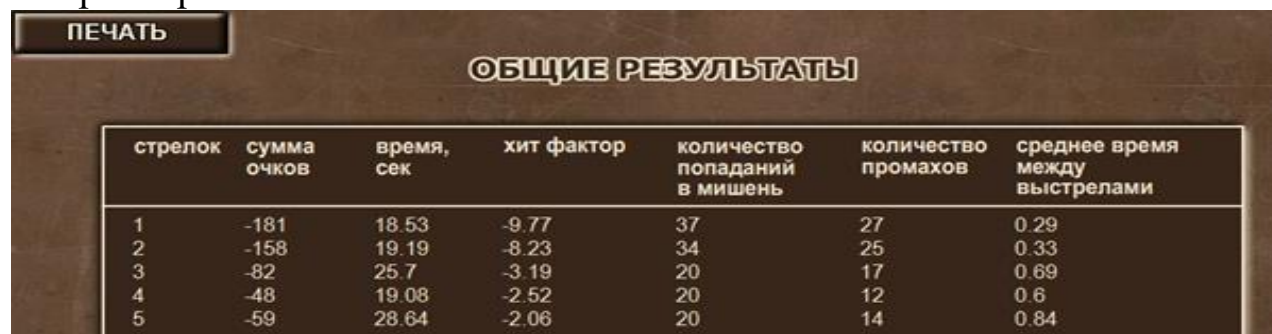 ПЕЧАТЬ
ОБЩИЕ РЕЗУЛЬТАТЫ
стрелок сумма очков время, сек хит фактор количество попаданий в мишень количество промахов среднее время между выстрелами
1 -181 18.53 -9.77 37 27 0.29
2 -158 19.19 -8.23 34 25 0.33
3 -82 25.7 -3.19 20 17 0.69
4 -48 19.08 -2.52 20 12 0.6
5 -59 28.64 -2.06 20 14 0.84